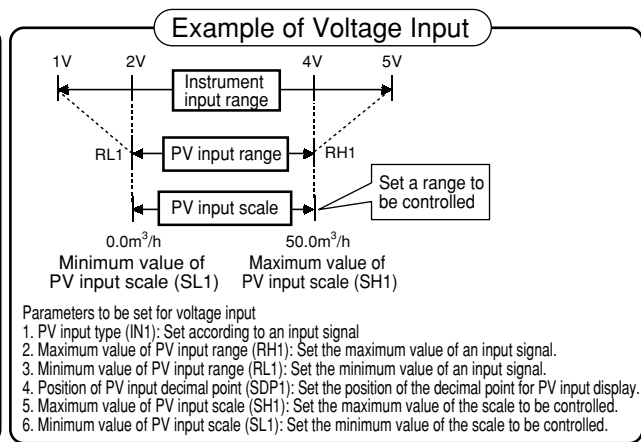 Example of Voltage Input
1V 2V 4V 5V
Instrument
input range
RL1 PV input range RH1
PV input scale
Set a range to
be controlled
0.0m³/h 50.0m³/h
Minimum value of
PV input scale (SL1)
Maximum value of
PV input scale (SH1)
Parameters to be set for voltage input
1. PV input type (IN1): Set according to an input signal
2. Maximum value of PV input range (RH1): Set the maximum value of an input signal.
3. Minimum value of PV input range (RL1): Set the minimum value of an input signal.
4. Position of PV input decimal point (SDP1): Set the position of the decimal point for PV input display.
5. Maximum value of PV input scale (SH1): Set the maximum value of the scale to be controlled.
6. Minimum value of PV input scale (SL1): Set the minimum value of the scale to be controlled.